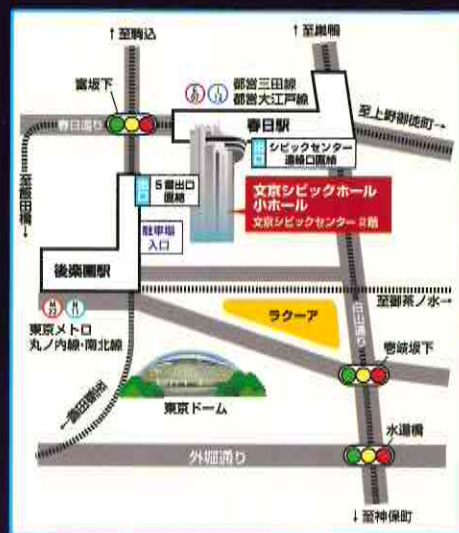 ↑至駒込
↑至巣鴨
富坂下
都営三田線
都営大江戸線
春日通り
春日駅
至上野御徒町→
出口
シビックセンター
連絡口直結
至飯田橋→
出口
5番出口
直結
文京シビックホール
小ホール
文京シビックセンター2階
駐車場
入口
後楽園駅
至御茶ノ水→
白山通り
M
22
N
11
東京メトロ
丸ノ内線・南北線
ラクーア
壱岐坂下
東京ドーム
水道橋
外堀通り
↓至神保町